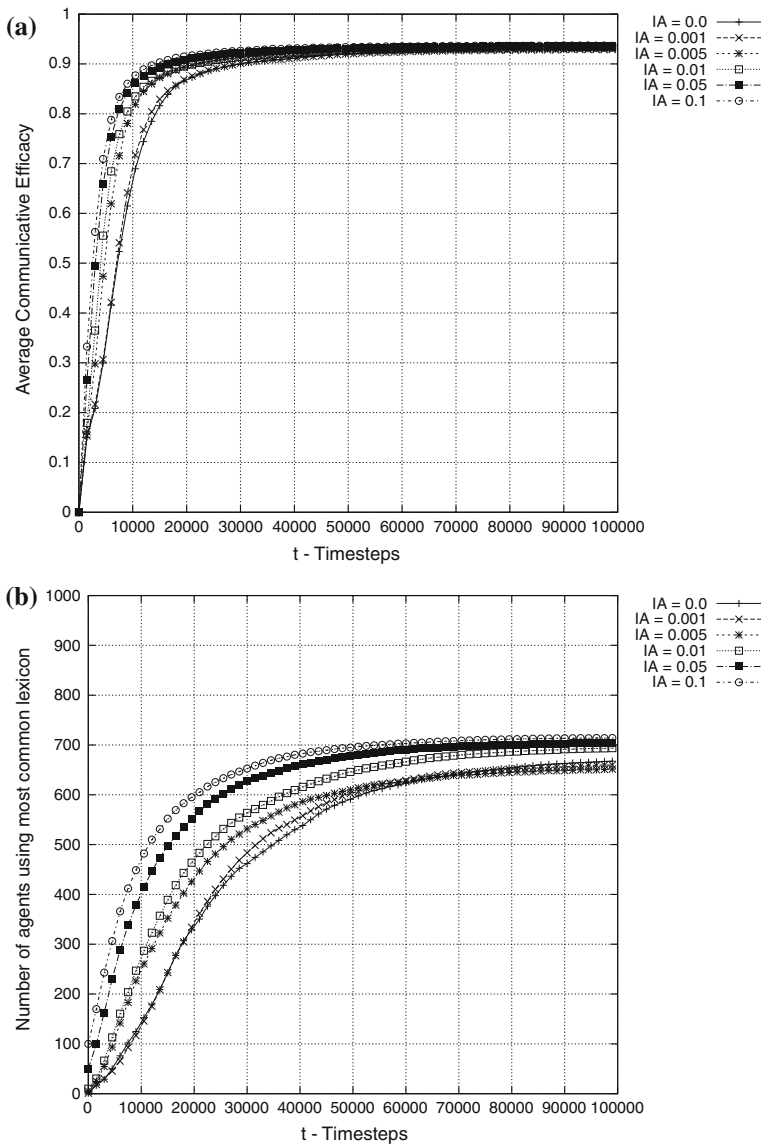 (a)
Average Communicative Efficacy
1
0.9
0.8
0.7
0.6
0.5
0.4
0.3
0.2
0.1
0
0 10000 20000 30000 40000 50000 60000 70000 80000 90000 100000
t - Timesteps
IA = 0.0
IA = 0.001
IA = 0.005
IA = 0.01
IA = 0.05
IA = 0.1
(b)
Number of agents using most common lexicon
1000
900
800
700
600
500
400
300
200
100
0
0 10000 20000 30000 40000 50000 60000 70000 80000 90000 100000
t - Timesteps
IA = 0.0
IA = 0.001
IA = 0.005
IA = 0.01
IA = 0.05
IA = 0.1